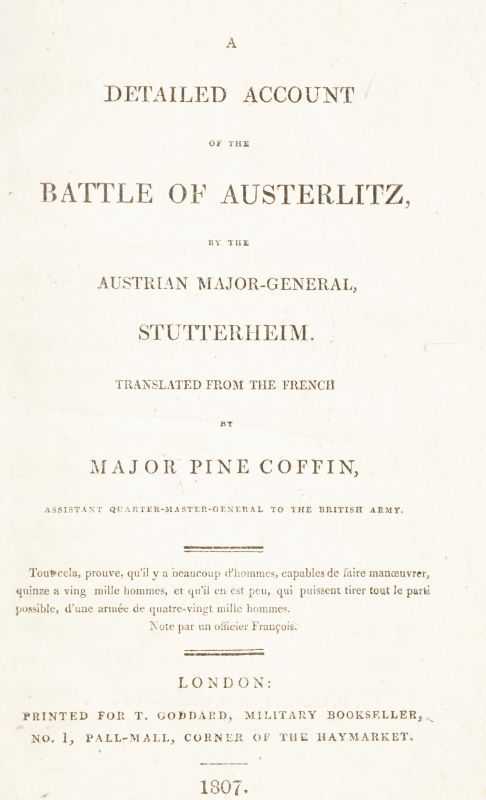 A
DETAILED ACCOUNT
OF THE
BATTLE OF AUSTERLITZ,
BY THE
AUSTRIAN MAJOR-GENERAL,
STUTTERHEIM.
TRANSLATED FROM THE FRENCH
BY
MAJOR PINE COFFIN,
ASSISTANT QUARTER-MASTER-GENERAL TO THE BRITISH ARMY.
Tout cela, prouve, qu'il y a beaucoup d'hommes, capables de faire manœuvrer,
quinze a ving mille hommes, et qu'il en est peu, qui puissent tirer tout le parti
possible, d'une armée de quatre-vingt mille hommes.
Note par un officier François.
LONDON:
PRINTED FOR T. GODDARD, MILITARY BOOKSELLER,
NO. 1, PALL-MALL, CORNER OF THE HAYMARKET.
1807.